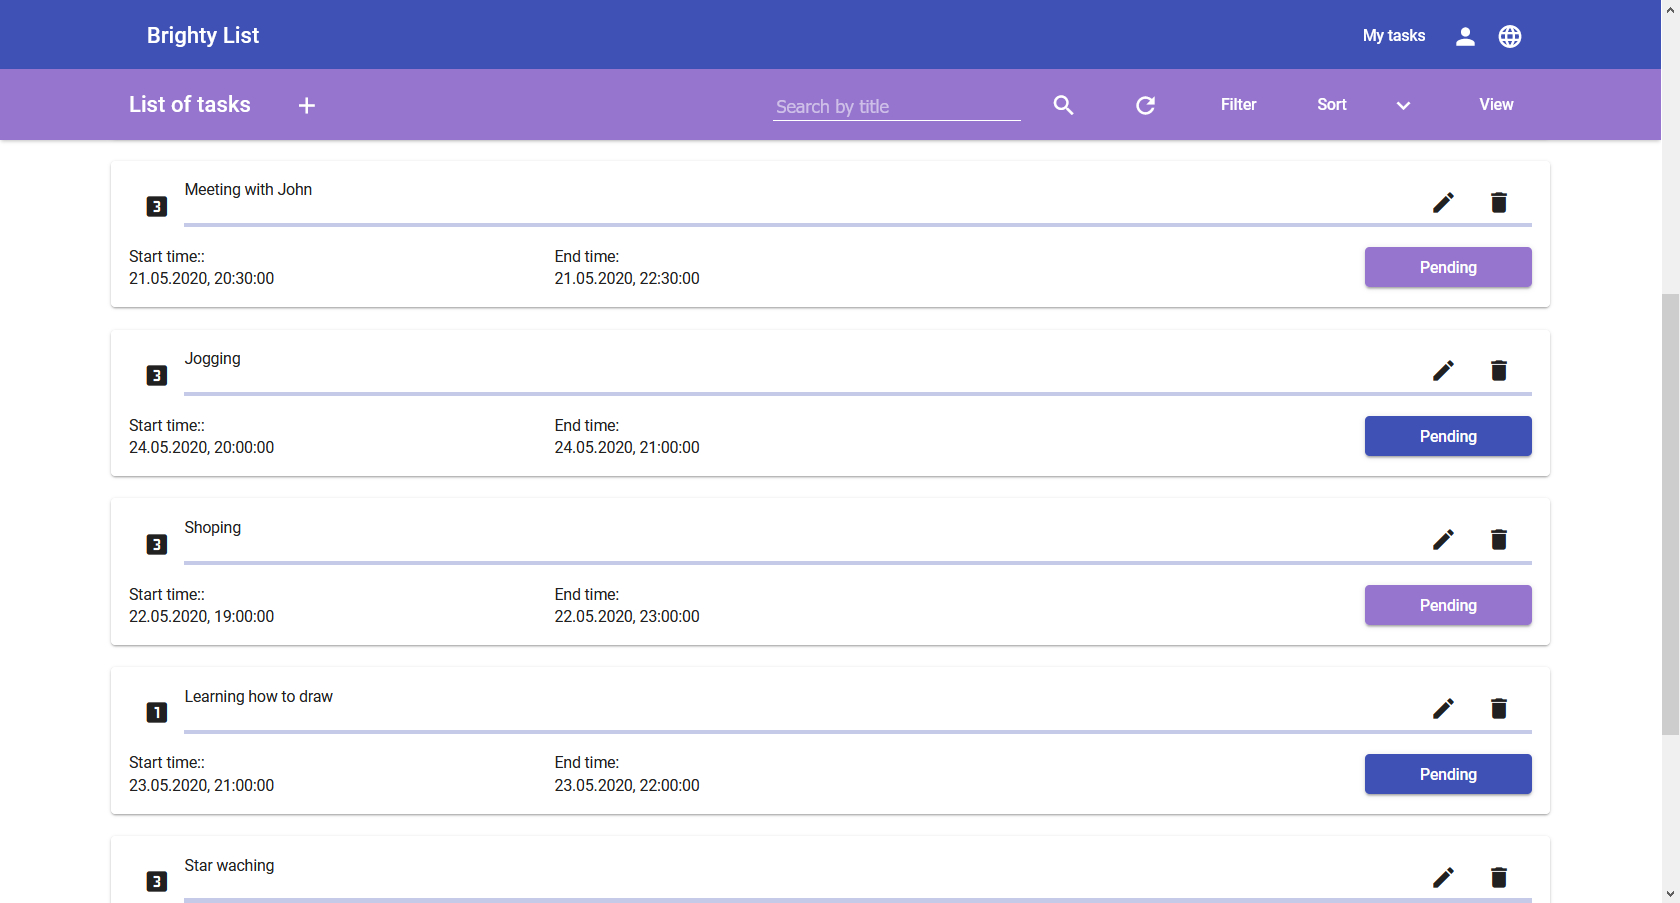 Brighty List
My tasks
List of tasks
Search by title
Filter
Sort
View
3
Meeting with John
Start time::
21.05.2020, 20:30:00
End time:
21.05.2020, 22:30:00
Pending
3
Jogging
Start time::
24.05.2020, 20:00:00
End time:
24.05.2020, 21:00:00
Pending
3
Shoping
Start time::
22.05.2020, 19:00:00
End time:
22.05.2020, 23:00:00
Pending
1
Learning how to draw
Start time::
23.05.2020, 21:00:00
End time:
23.05.2020, 22:00:00
Pending
3
Star waching